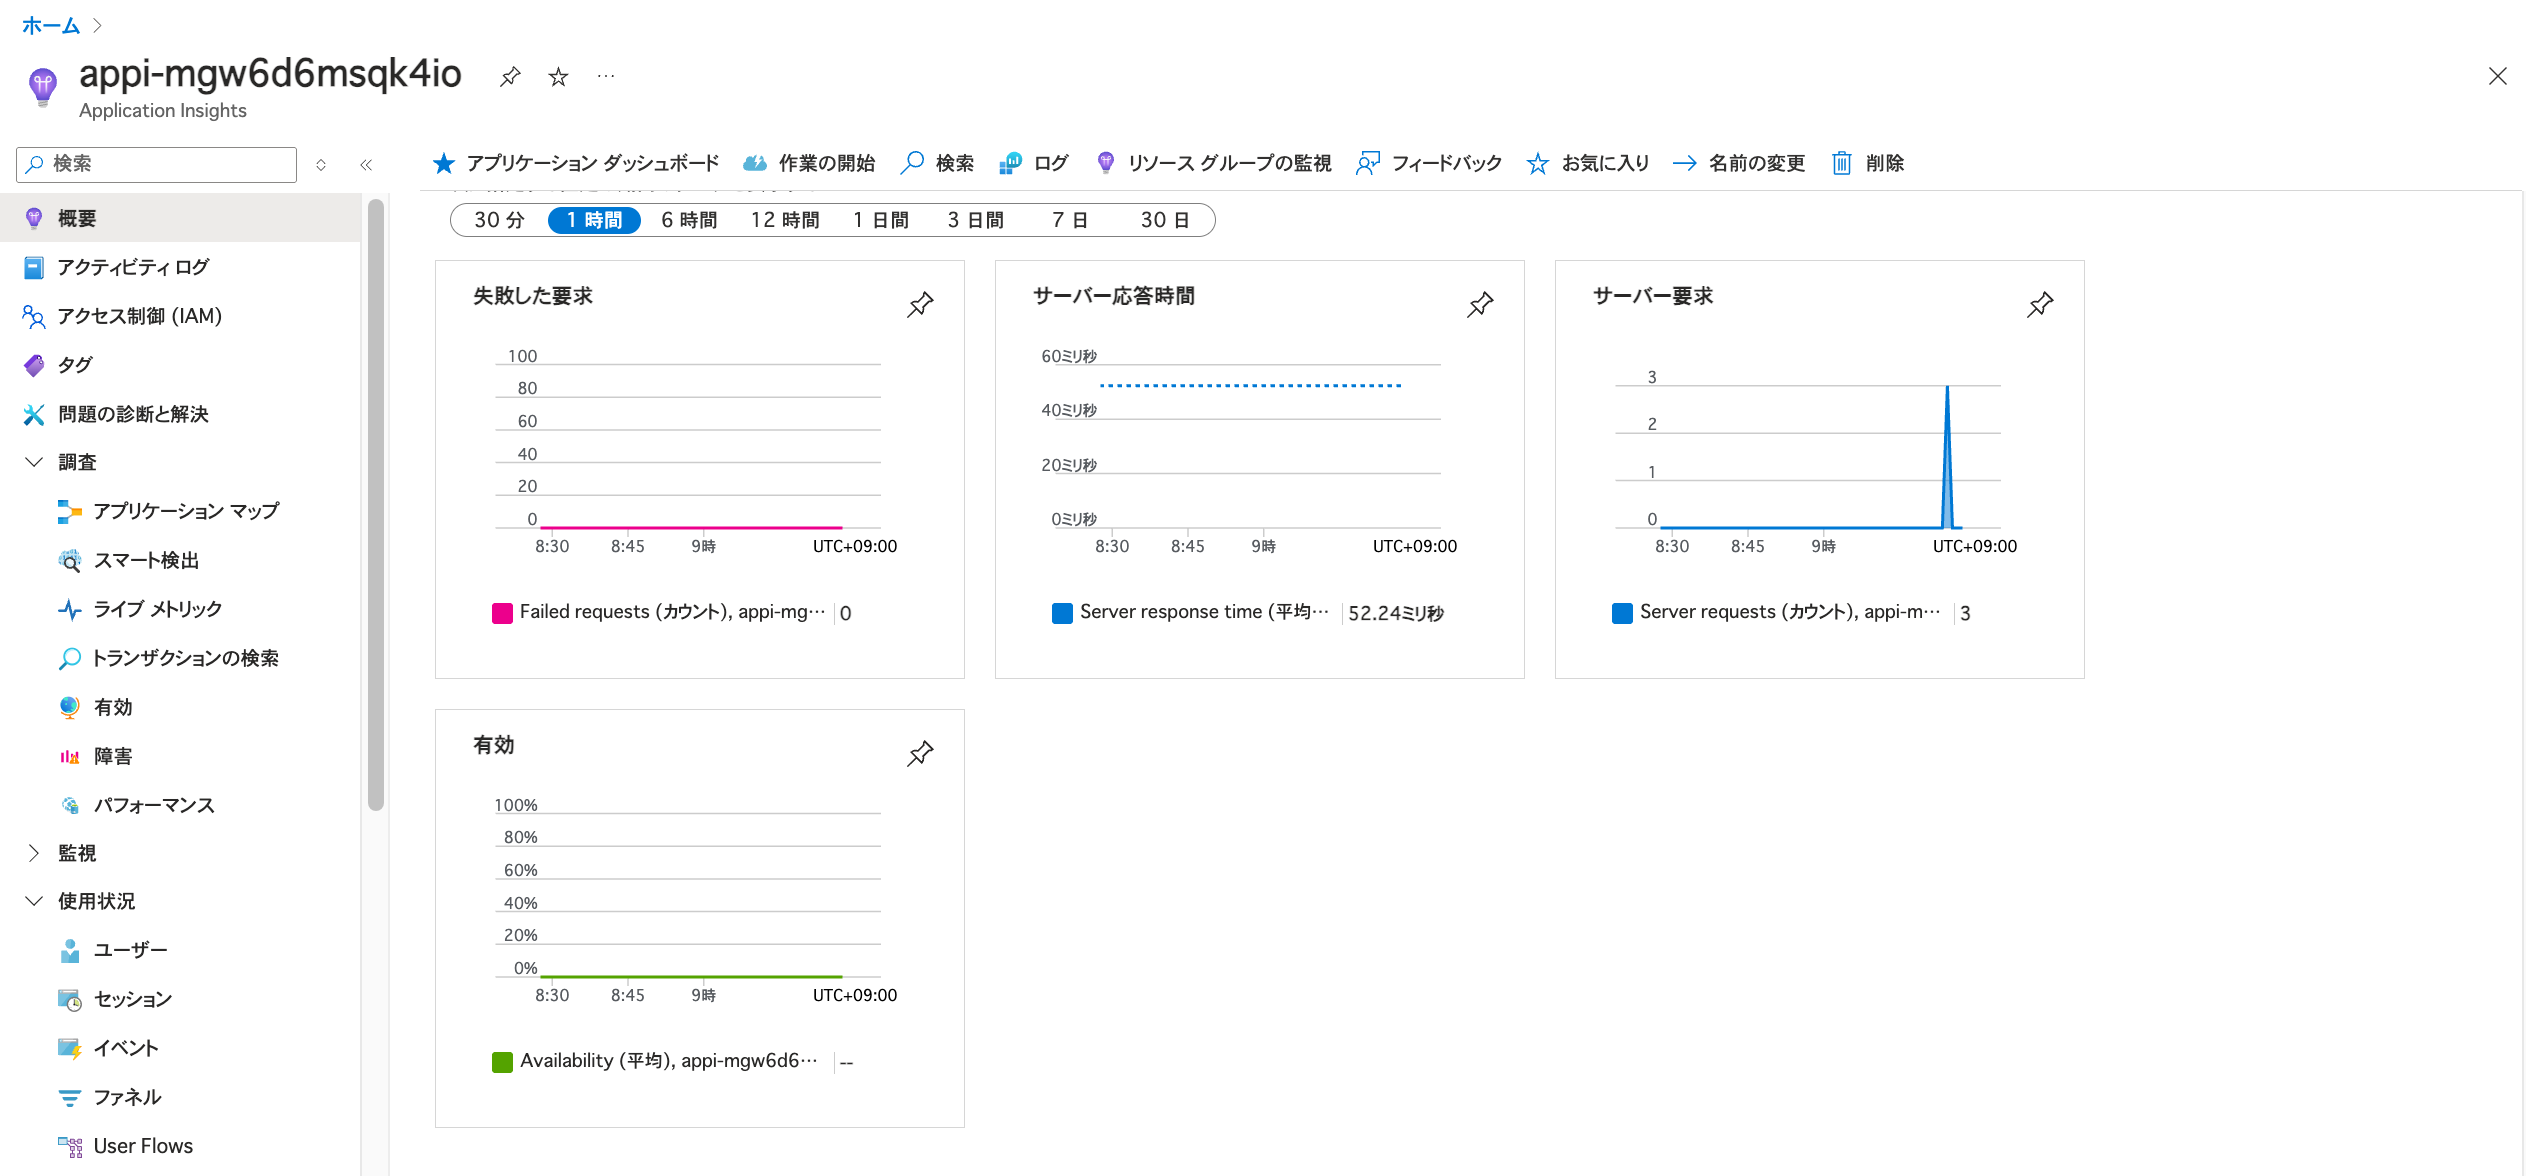 ホーム
appi-mgw6d6msqk4io
Application Insights
検索
アプリケーション ダッシュボード
作業の開始
検索
ログ
リソース グループの監視
フィードバック
お気に入り
名前の変更
削除
概要
アクティビティ ログ
アクセス制御 (IAM)
タグ
問題の診断と解決
調査
アプリケーション マップ
スマート検出
ライブ メトリック
トランザクションの検索
有効
障害
パフォーマンス
監視
使用状況
ユーザー
セッション
イベント
ファネル
User Flows
30 分
1 時間
6 時間
12 時間
1 日間
3 日間
7 日
30 日
失敗した要求
100
80
60
40
20
0
8:30
8:45
9時
UTC+09:00
Failed requests (カウント), appi-mg…
0
サーバー応答時間
60ミリ秒
40ミリ秒
20ミリ秒
0ミリ秒
8:30
8:45
9時
UTC+09:00
Server response time (平均…
52.24ミリ秒
サーバー要求
3
2
1
0
8:30
8:45
9時
UTC+09:00
Server requests (カウント), appi-m…
3
有効
100%
80%
60%
40%
20%
0%
8:30
8:45
9時
UTC+09:00
Availability (平均), appi-mgw6d6…
--